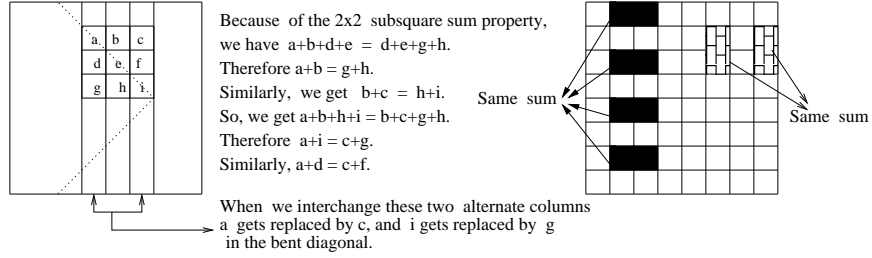 a b c
d e f
g h i
Because of the 2x2 subsquare sum property,
we have a+b+d+e = d+e+g+h.
Therefore a+b = g+h.
Similarly, we get b+c = h+i.
So, we get a+b+h+i = b+c+g+h.
Therefore a+i = c+g.
Similarly, a+d = c+f.
When we interchange these two alternate columns
a gets replaced by c, and i gets replaced by g
in the bent diagonal.
Same sum
Same sum